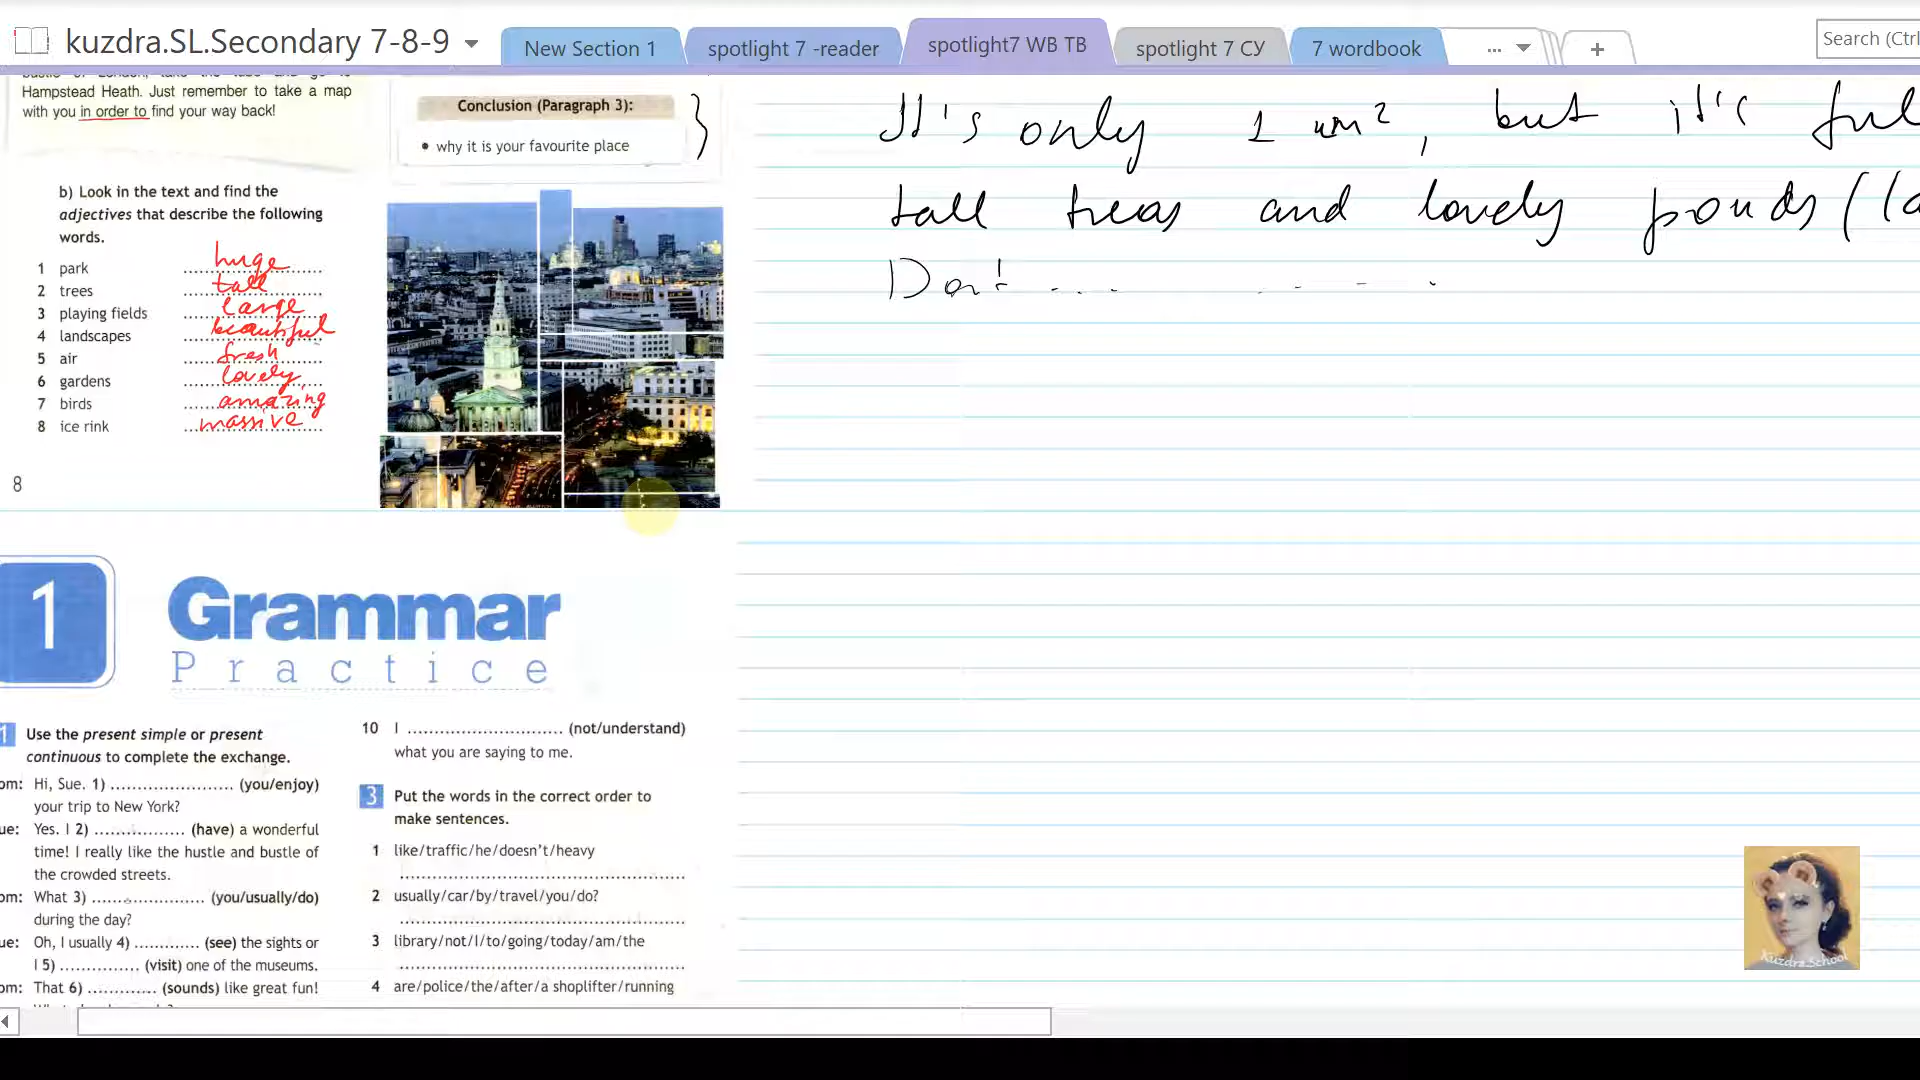 kuzdra.SL.Secondary 7-8-9
New Section 1
spotlight 7 -reader
spotlight7 WB TB
spotlight 7 СУ
7 wordbook
...
+
Search (Ctrl
Hampstead Heath. Just remember to take a map
with you in order to find your way back!
Conclusion (Paragraph 3):
• why it is your favourite place
b) Look in the text and find the
adjectives that describe the following
words.
1 park huge
2 trees tall
3 playing fields large
4 landscapes beautiful
5 air fresh
6 gardens lovely
7 birds amazing
8 ice rink massive
8
It's only 1 км², but it's ful
tall trees and lovely ponds (la
Don't ... . . . .
1
Grammar
Practice
1 Use the present simple or present
continuous to complete the exchange.
om: Hi, Sue. 1) ........................ (you/enjoy)
your trip to New York?
ue: Yes. I 2) .................. (have) a wonderful
time! I really like the hustle and bustle of
the crowded streets.
om: What 3) ...................... (you/usually/do)
during the day?
ue: Oh, I usually 4) ............. (see) the sights or
I 5) ................ (visit) one of the museums.
om: That 6) ............. (sounds) like great fun!
10 I .............................. (not/understand)
what you are saying to me.
3 Put the words in the correct order to
make sentences.
1 like/traffic/he/doesn't/heavy
2 usually/car/by/travel/you/do?
3 library/not/I/to/going/today/am/the
4 are/police/the/after/a shoplifter/running
Kuzdra.School